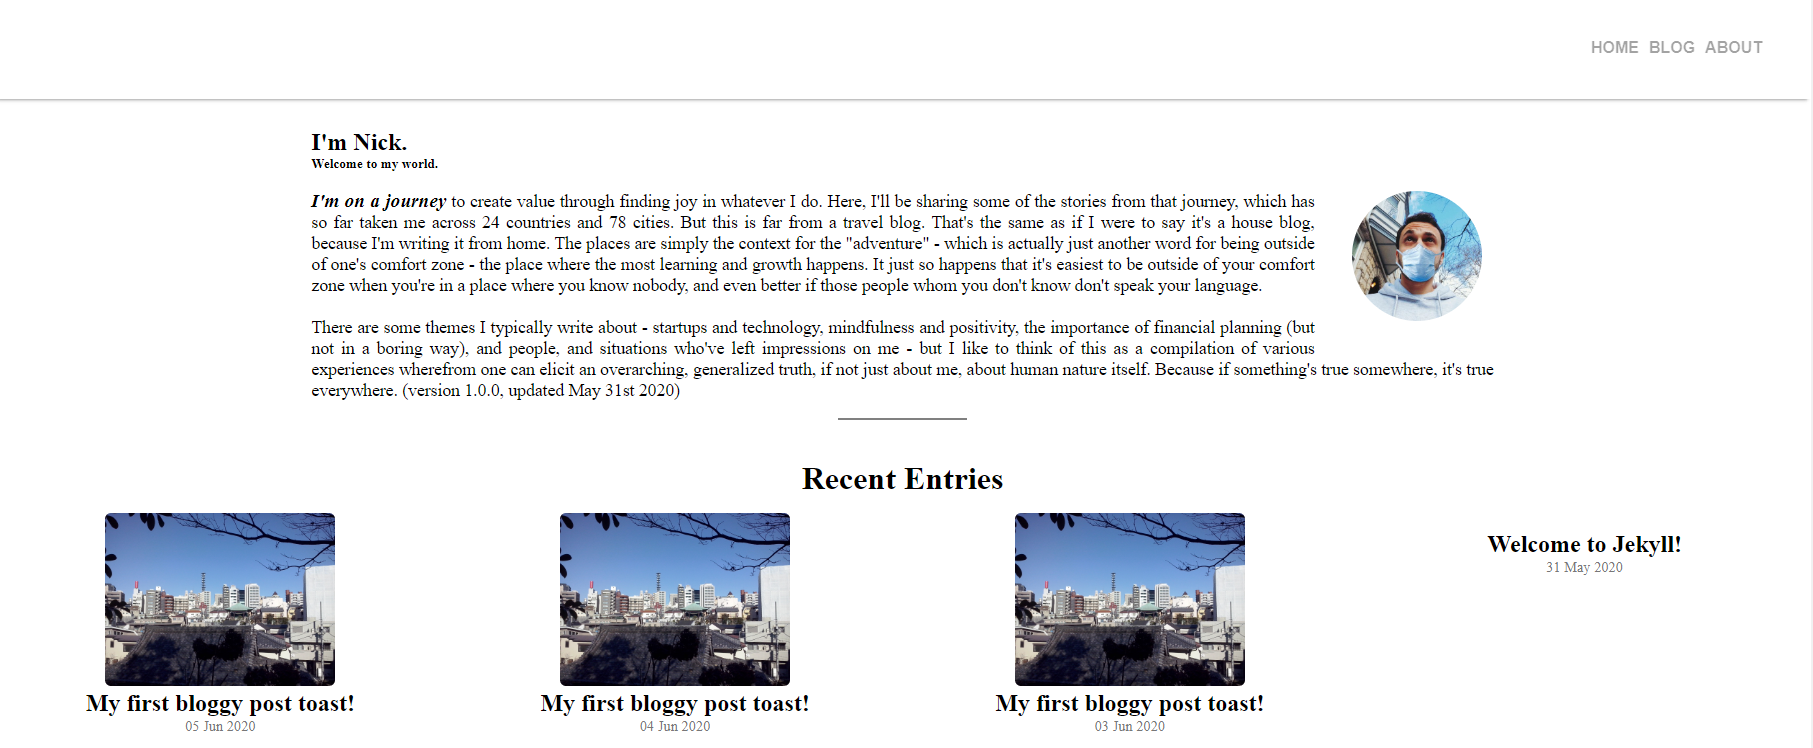 HOME BLOG ABOUT
I'm Nick.
Welcome to my world.
I'm on a journey to create value through finding joy in whatever I do. Here, I'll be sharing some of the stories from that journey, which has
so far taken me across 24 countries and 78 cities. But this is far from a travel blog. That's the same as if I were to say it's a house blog,
because I'm writing it from home. The places are simply the context for the "adventure" - which is actually just another word for being outside
of one's comfort zone - the place where the most learning and growth happens. It just so happens that it's easiest to be outside of your comfort
zone when you're in a place where you know nobody, and even better if those people whom you don't know don't speak your language.
There are some themes I typically write about - startups and technology, mindfulness and positivity, the importance of financial planning (but
not in a boring way), and people, and situations who've left impressions on me - but I like to think of this as a compilation of various
experiences wherefrom one can elicit an overarching, generalized truth, if not just about me, about human nature itself. Because if something's true somewhere, it's true
everywhere. (version 1.0.0, updated May 31st 2020)
Recent Entries
My first bloggy post toast!
05 Jun 2020
My first bloggy post toast!
04 Jun 2020
My first bloggy post toast!
03 Jun 2020
Welcome to Jekyll!
31 May 2020